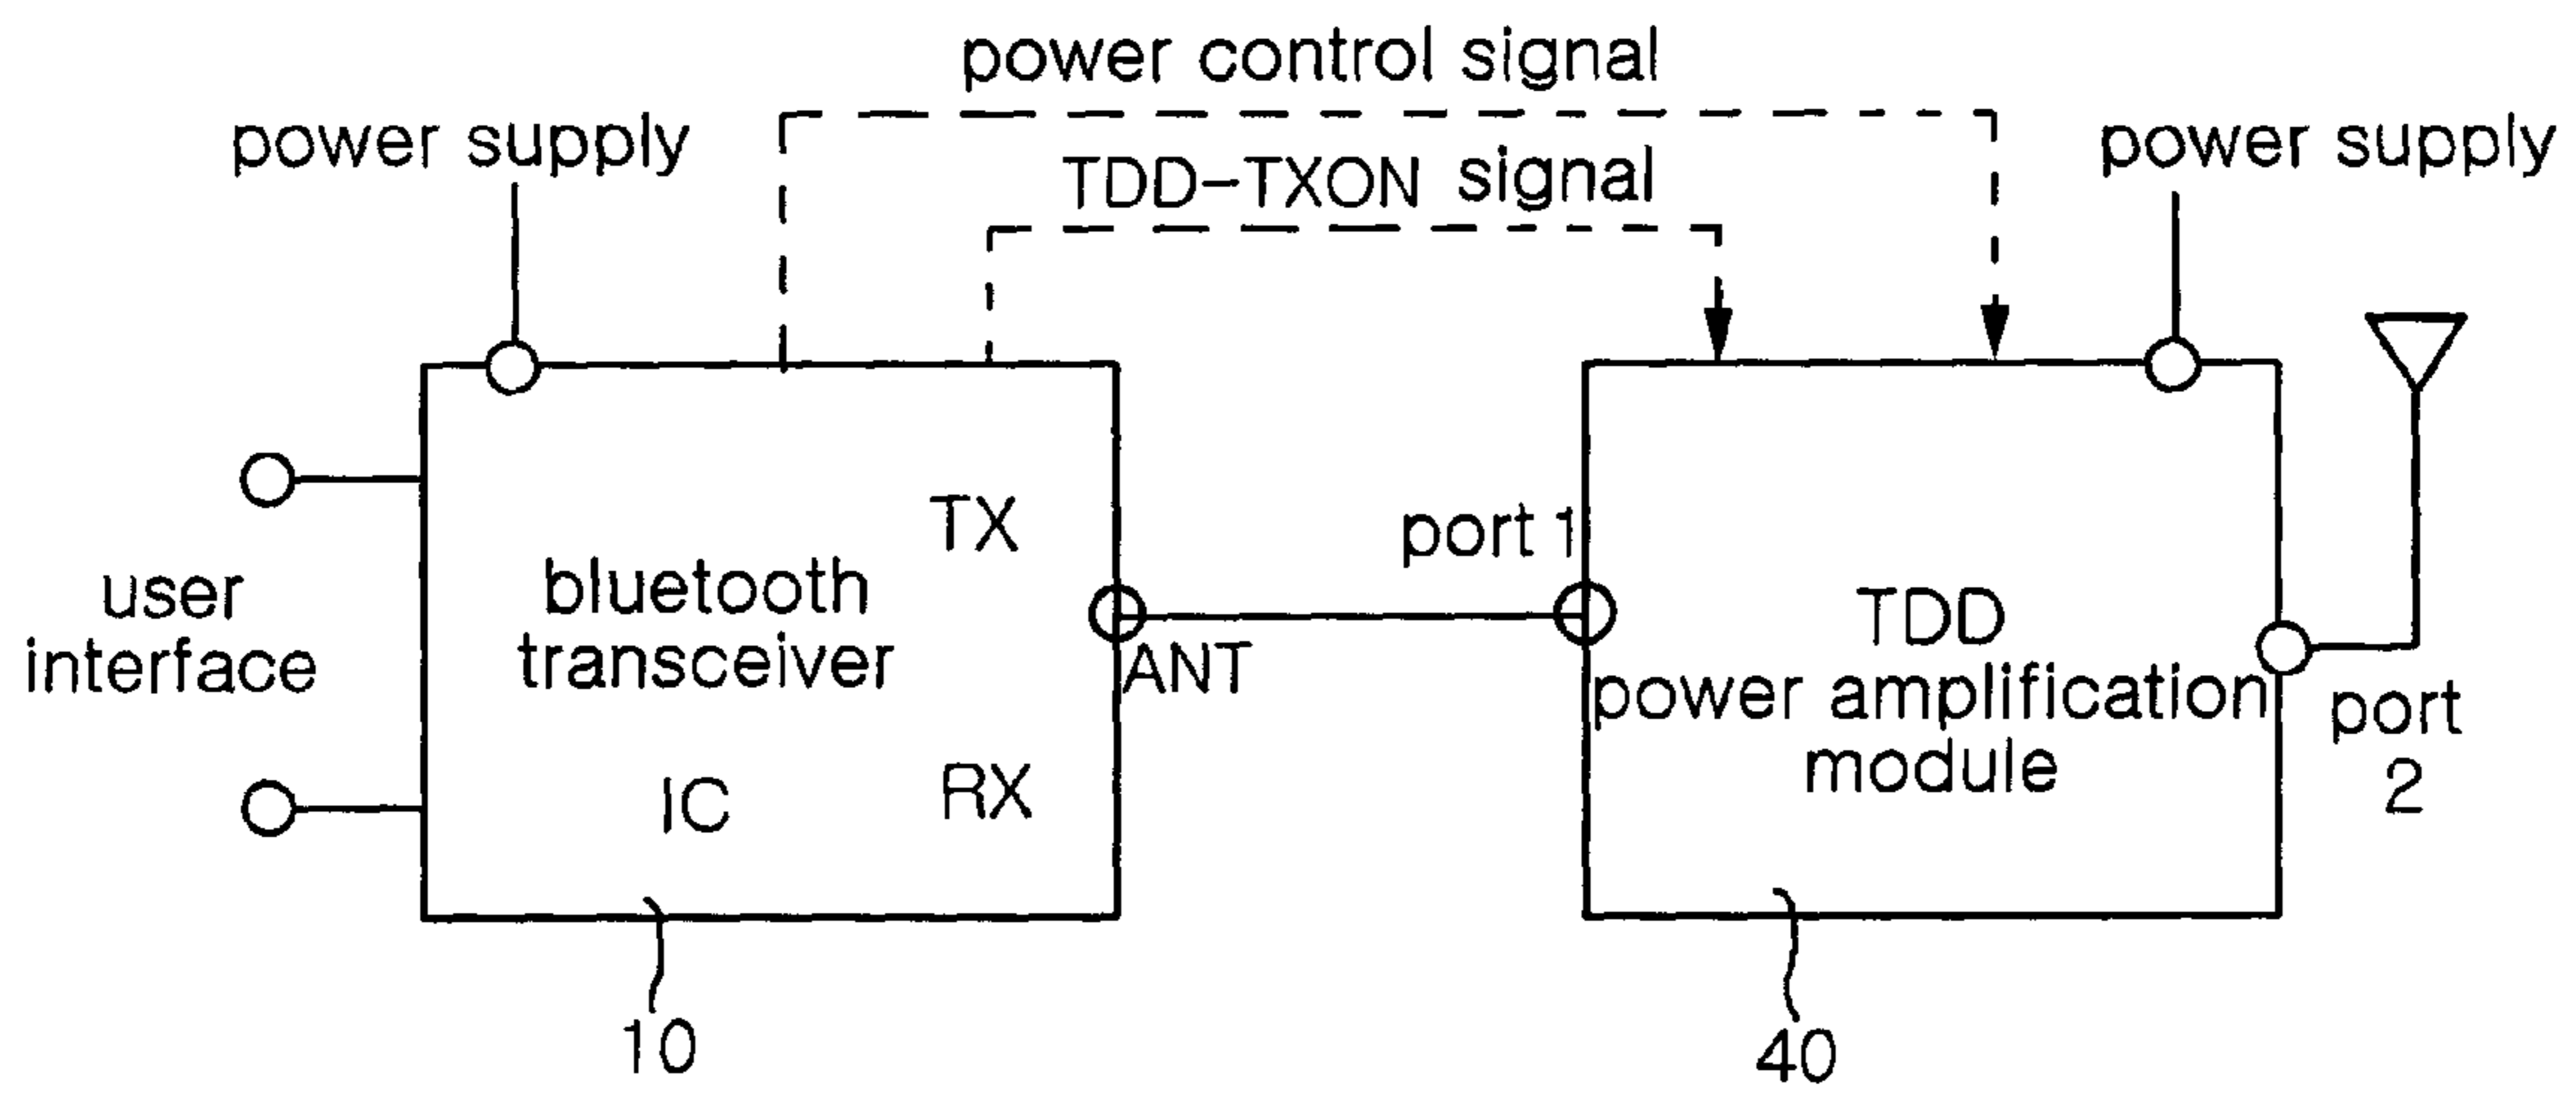 power control signal
power supply
TDD-TXON signal
power supply
TX
port 1
user
interface
bluetooth
transceiver
ANT
TDD
power amplification
module
port
2
IC
RX
10
40